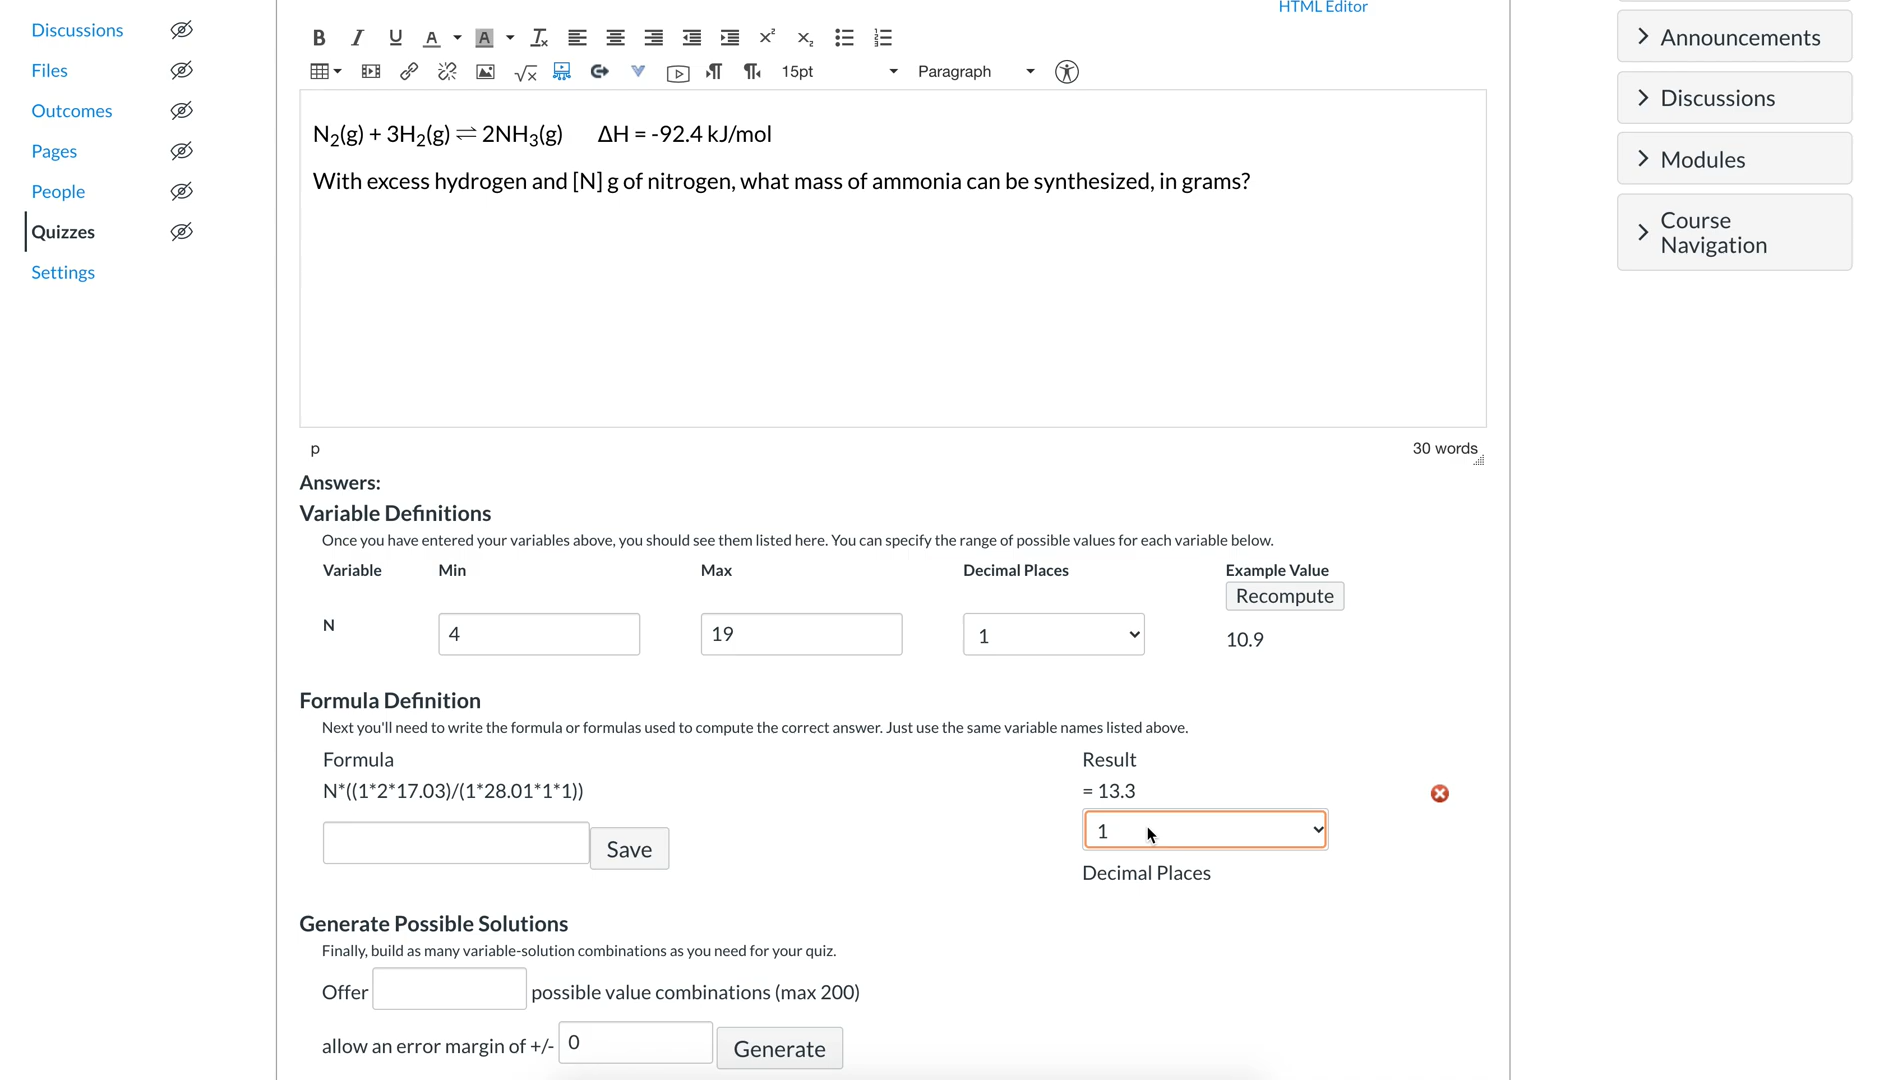 Discussions
Files
Outcomes
Pages
People
Quizzes
Settings
HTML Editor
B I U A A
15pt Paragraph
N₂(g) + 3H₂(g) ⇌ 2NH₃(g) ΔH = -92.4 kJ/mol
With excess hydrogen and [N] g of nitrogen, what mass of ammonia can be synthesized, in grams?
p 30 words
Answers:
Variable Definitions
Once you have entered your variables above, you should see them listed here. You can specify the range of possible values for each variable below.
Variable Min Max Decimal Places Example Value
Recompute
N 4 19 1 10.9
Formula Definition
Next you'll need to write the formula or formulas used to compute the correct answer. Just use the same variable names listed above.
Formula Result
N*((1*2*17.03)/(1*28.01*1*1)) = 13.3
1
Save
Decimal Places
Generate Possible Solutions
Finally, build as many variable-solution combinations as you need for your quiz.
Offer possible value combinations (max 200)
allow an error margin of +/- 0 Generate
Announcements
Discussions
Modules
Course
Navigation